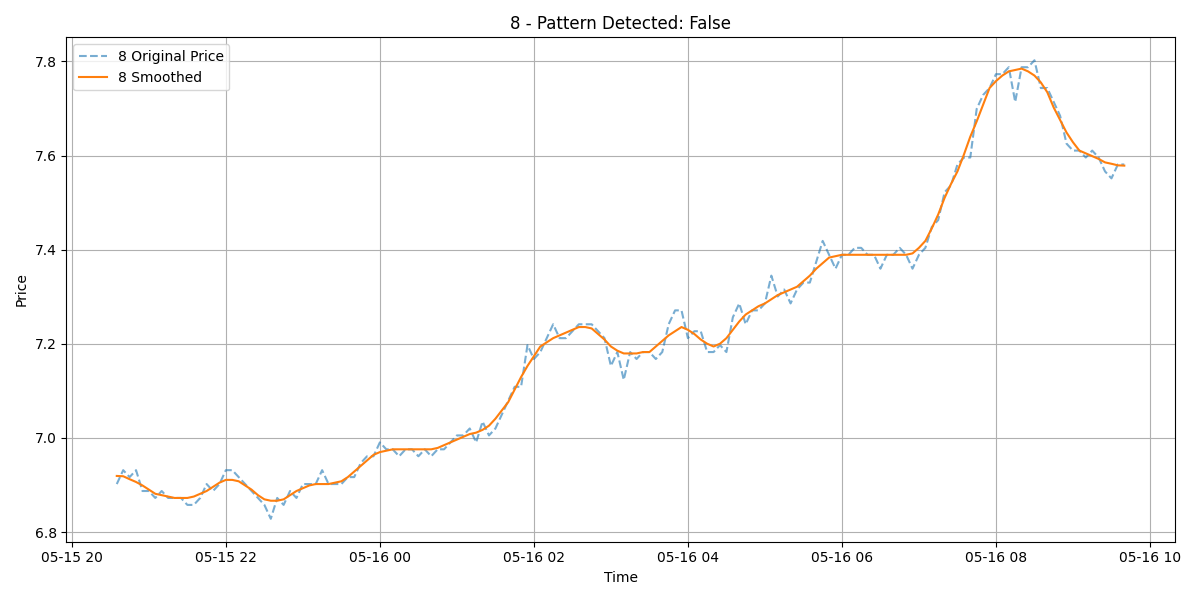 8 - Pattern Detected: False
8 Original Price
8 Smoothed
Price
7.8
7.6
7.4
7.2
7.0
6.8
05-15 20
05-15 22
05-16 00
05-16 02
05-16 04
05-16 06
05-16 08
05-16 10
Time